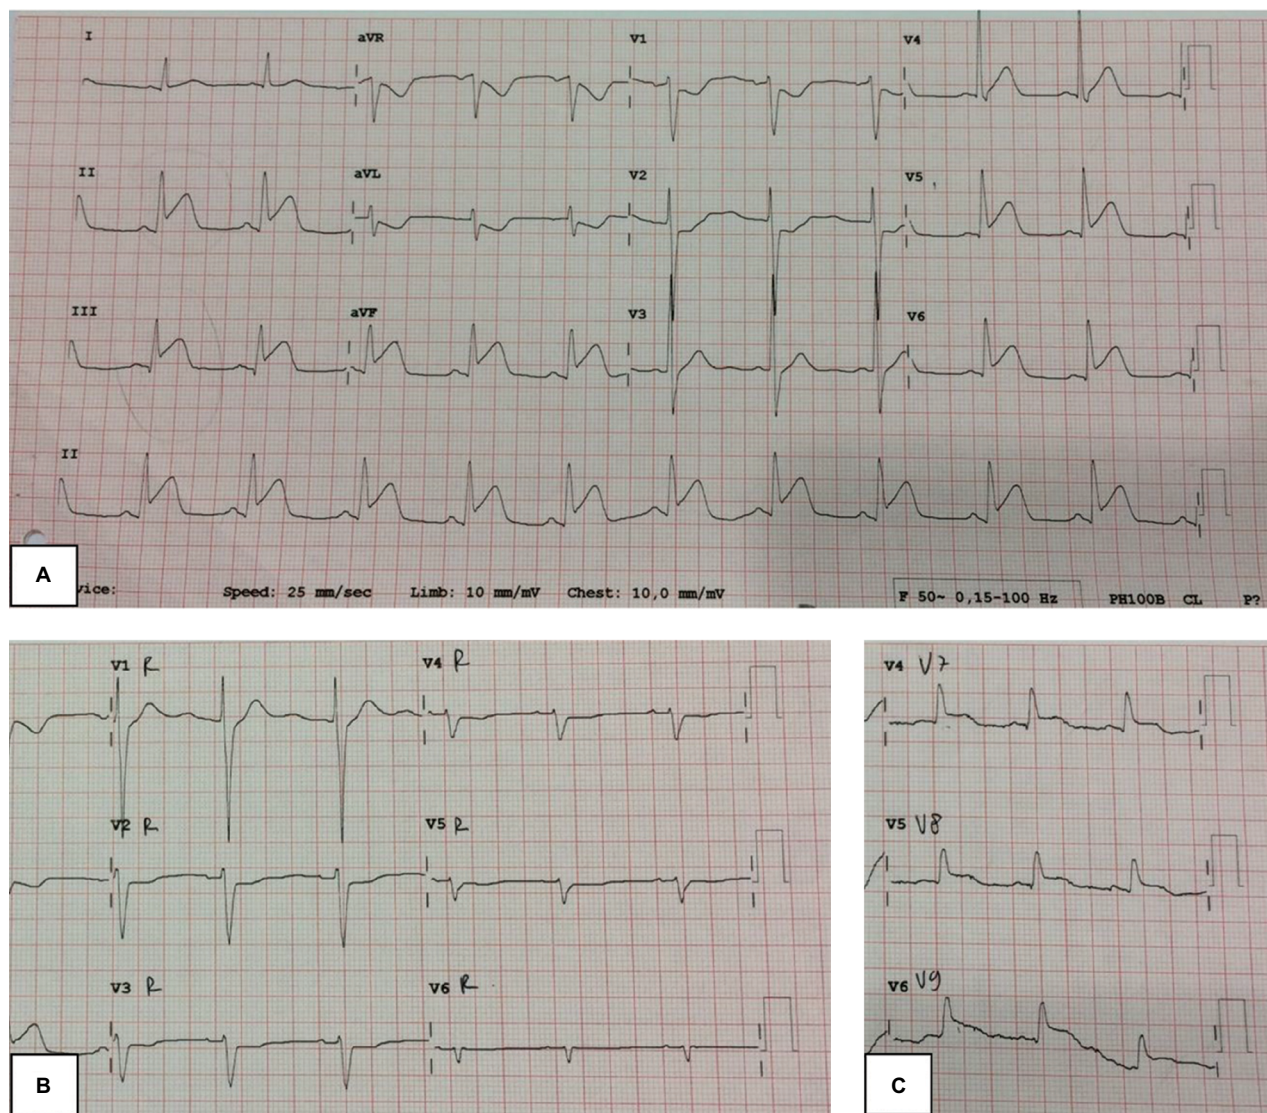 I aVR V1 V4
II aVL V2 V5
III aVF V3 V6
II
A
vice: Speed: 25 mm/sec Limb: 10 mm/mV Chest: 10,0 mm/mV F 50~ 0,15-100 Hz PH100B CL P?
V1 R V4 R
V2 R V5 R
V3 R V6 R
B
V4 V7
V5 V8
V6 V9
C